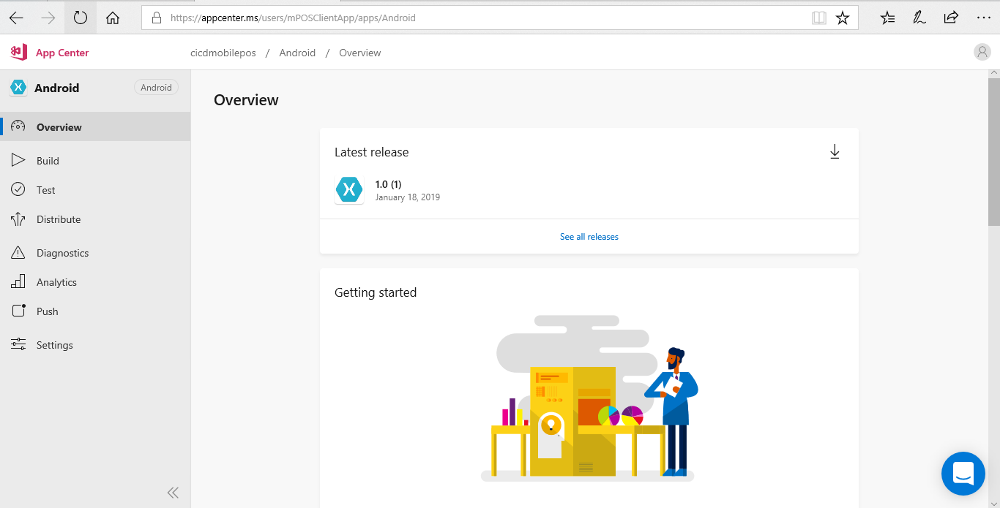 https://appcenter.ms/users/mPOSClientApp/apps/Android
App Center
cicdmobilepos / Android / Overview
Android Android
Overview
Build
Test
Distribute
Diagnostics
Analytics
Push
Settings
Overview
Latest release
1.0 (1)
January 18, 2019
See all releases
Getting started